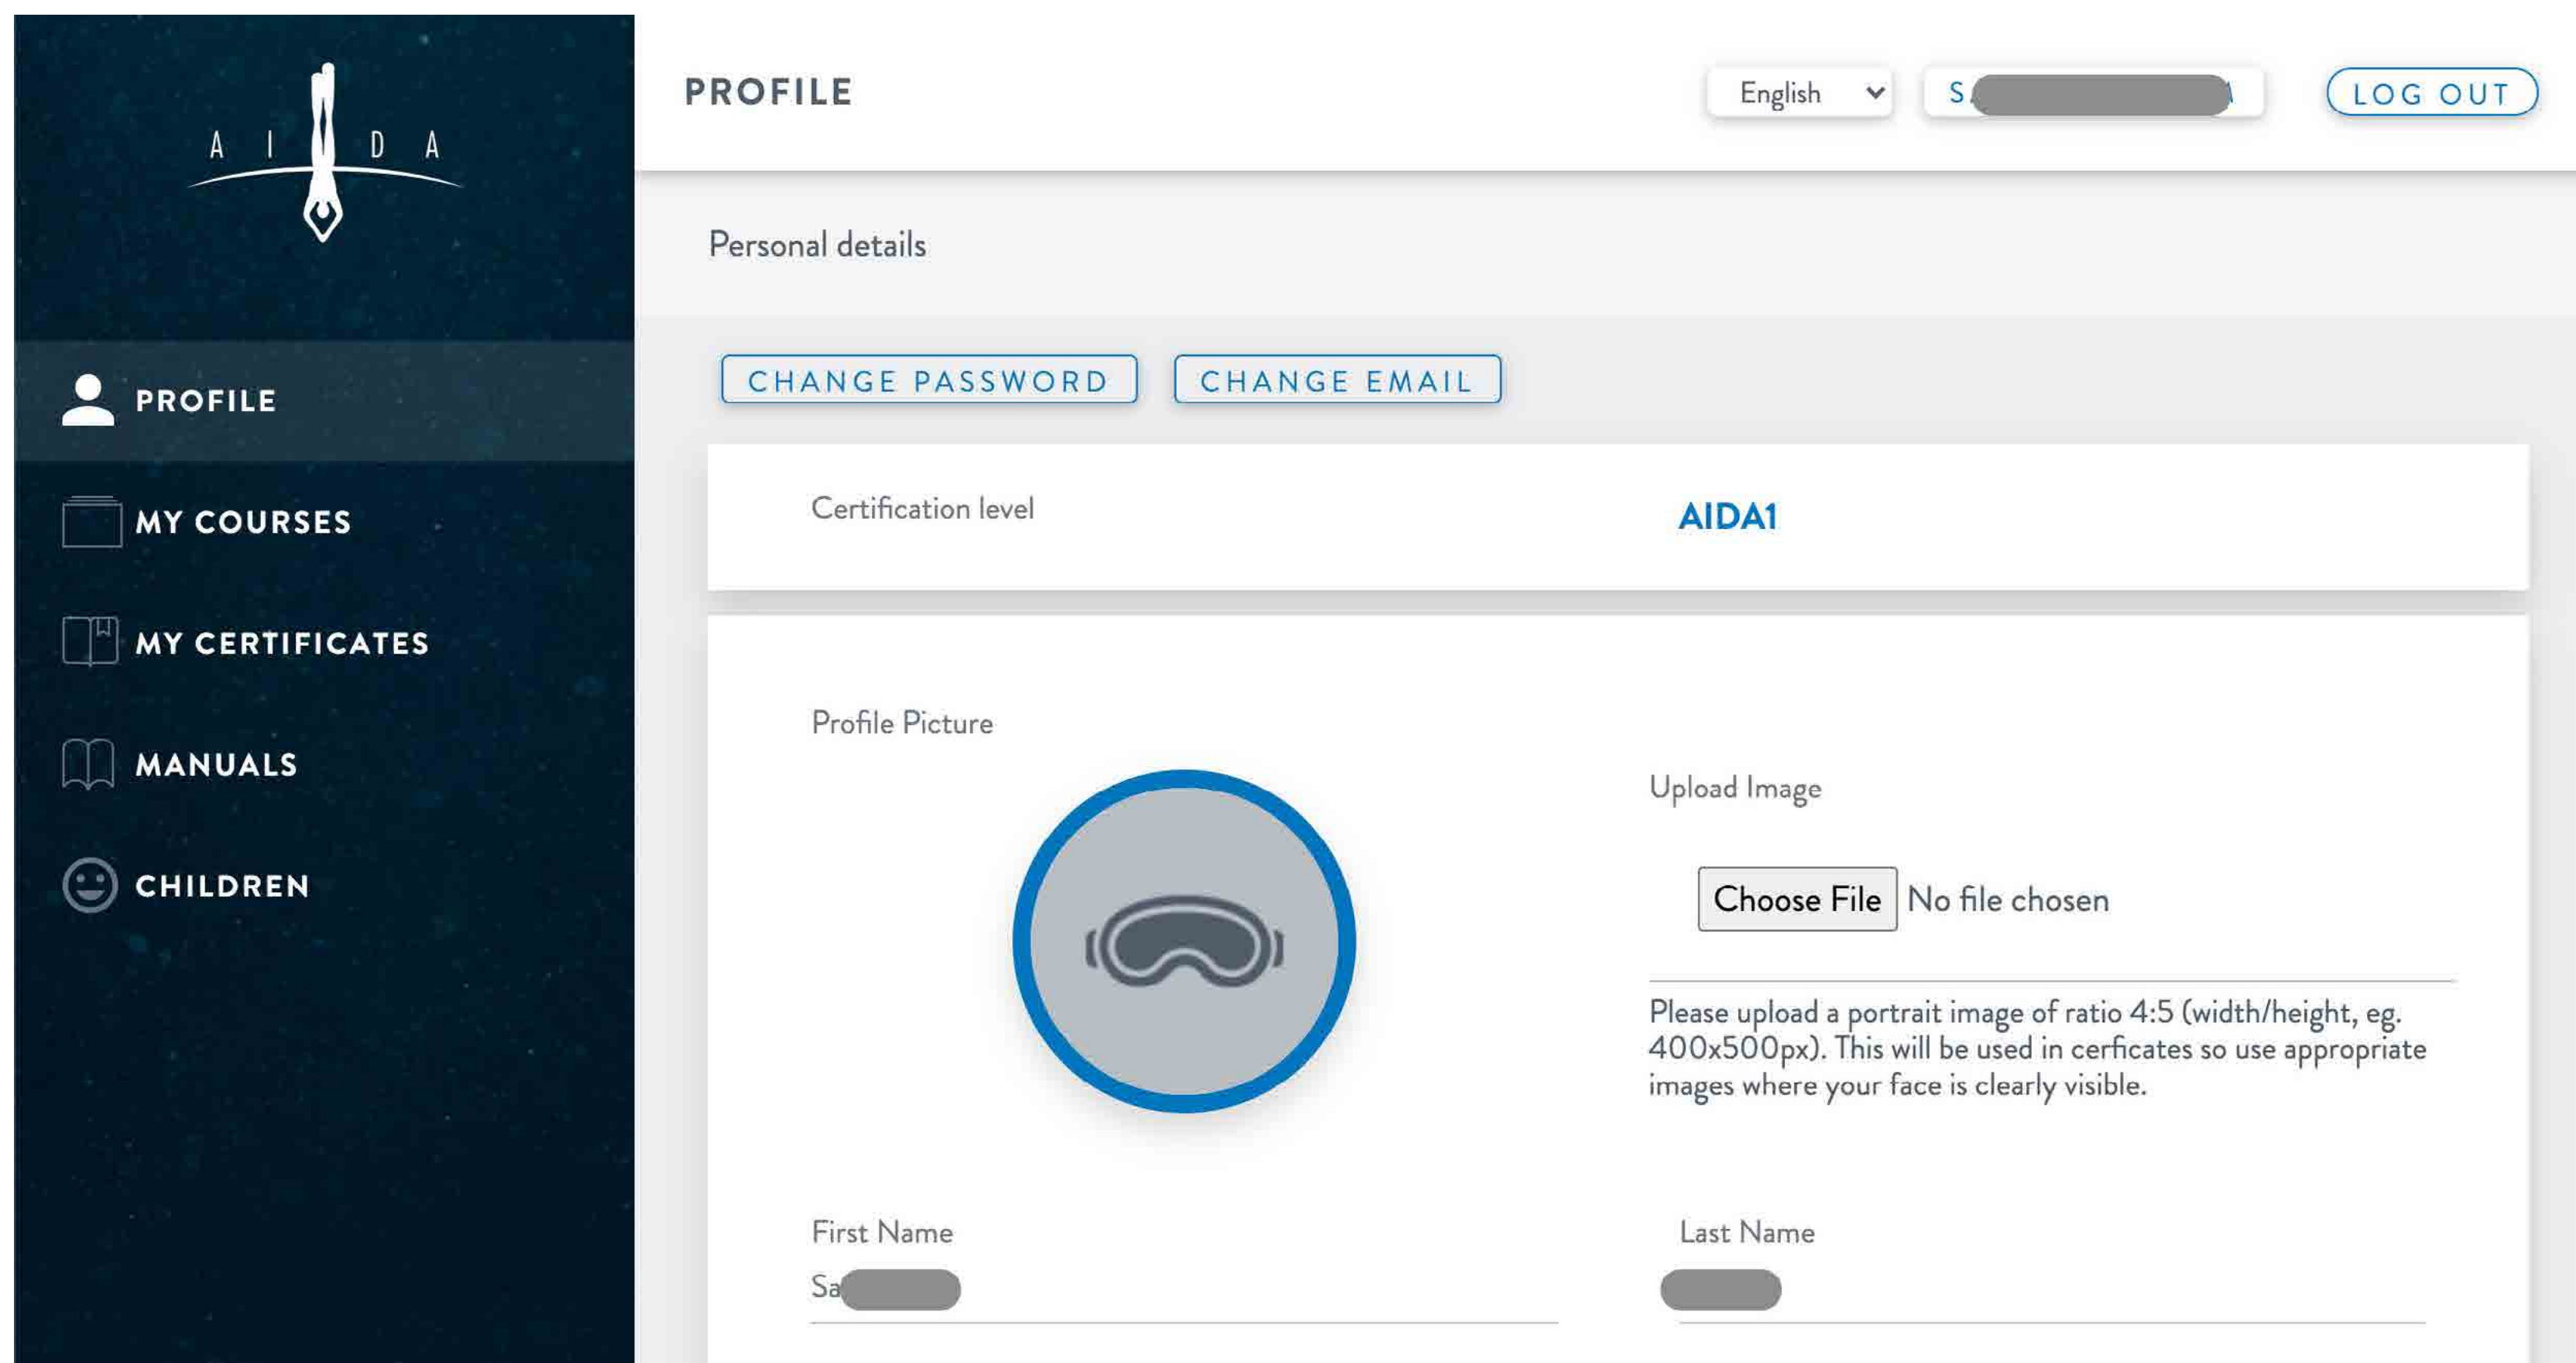 A I D A
PROFILE
MY COURSES
MY CERTIFICATES
MANUALS
CHILDREN
PROFILE
English
S
LOG OUT
Personal details
CHANGE PASSWORD
CHANGE EMAIL
Certification level
AIDA1
Profile Picture
Upload Image
Choose File No file chosen
Please upload a portrait image of ratio 4:5 (width/height, eg.
400x500px). This will be used in cerficates so use appropriate
images where your face is clearly visible.
First Name
Last Name
Sa